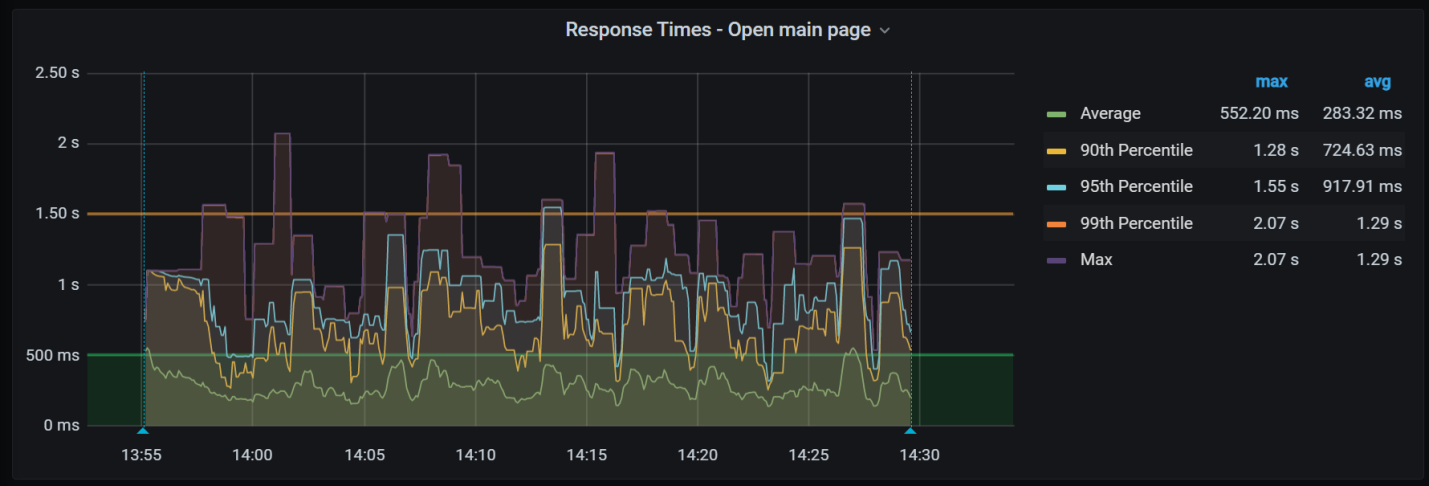 Response Times - Open main page
2.50 s
2 s
1.50 s
1 s
500 ms
0 ms
13:55 14:00 14:05 14:10 14:15 14:20 14:25 14:30
max avg
Average 552.20 ms 283.32 ms
90th Percentile 1.28 s 724.63 ms
95th Percentile 1.55 s 917.91 ms
99th Percentile 2.07 s 1.29 s
Max 2.07 s 1.29 s